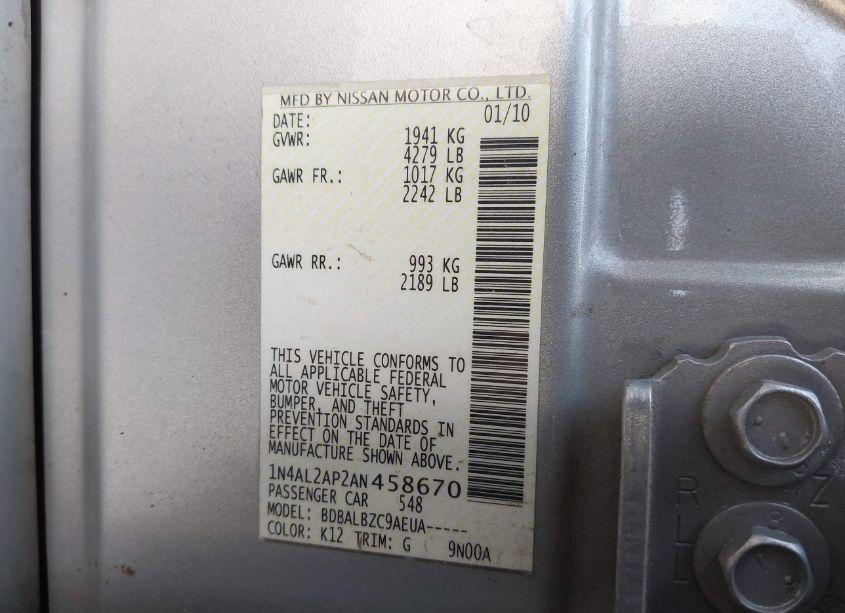 MFD BY NISSAN MOTOR CO., LTD.
DATE: 01/10
GVWR: 1941 KG
4279 LB
GAWR FR.: 1017 KG
2242 LB
GAWR RR.: 993 KG
2189 LB
THIS VEHICLE CONFORMS TO
ALL APPLICABLE FEDERAL
MOTOR VEHICLE SAFETY,
BUMPER, AND THEFT
PREVENTION STANDARDS IN
EFFECT ON THE DATE OF
MANUFACTURE SHOWN ABOVE.
1N4AL2AP2AN458670
PASSENGER CAR 548
MODEL: BDBALBZC9AEUA------
COLOR: K12 TRIM: G 9N00A